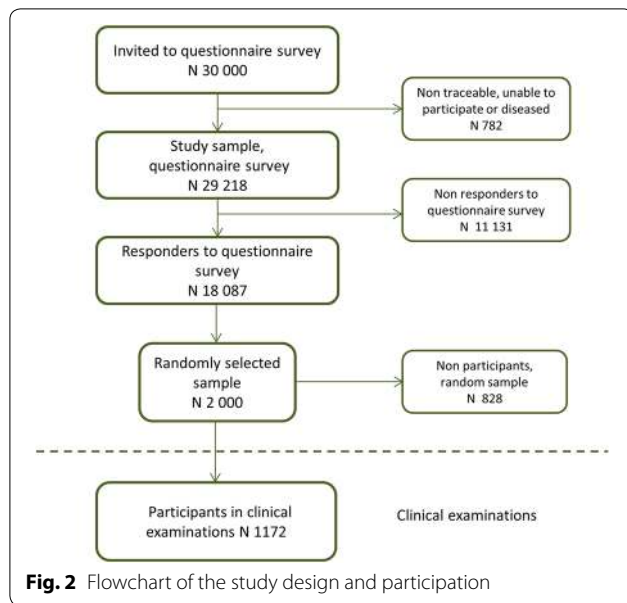 Invited to questionnaire survey
N 30 000
Non traceable, unable to
participate or diseased
N 782
Study sample,
questionnaire survey
N 29 218
Non responders to
questionnaire survey
N 11 131
Responders to questionnaire
survey
N 18 087
Randomly selected
sample
N 2 000
Non participants,
random sample
N 828
Participants in clinical
examinations N 1172
Clinical examinations
Fig. 2 Flowchart of the study design and participation